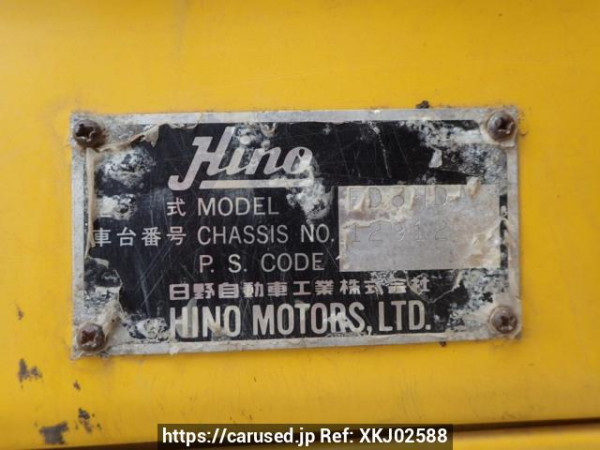 Hino
式 MODEL
車台番号 CHASSIS NO.
P. S. CODE
日野自動車工業株式会社
HINO MOTORS, LTD.
https://carused.jp Ref: XKJ02588